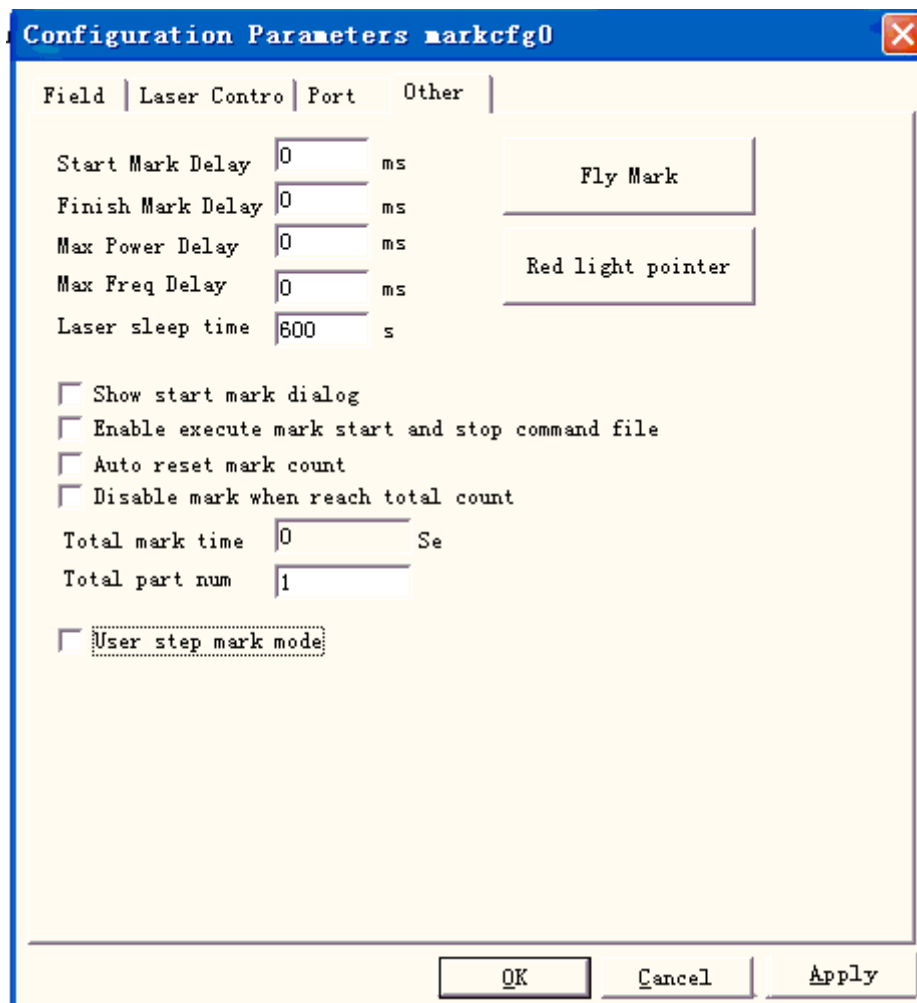 Configuration Parameters markcfg0
Field Laser Contro Port Other
Start Mark Delay 0 ms
Fly Mark
Finish Mark Delay 0 ms
Max Power Delay 0 ms
Red light pointer
Max Freq Delay 0 ms
Laser sleep time 600 s
Show start mark dialog
Enable execute mark start and stop command file
Auto reset mark count
Disable mark when reach total count
Total mark time 0 Se
Total part num 1
User step mark mode
OK Cancel Apply